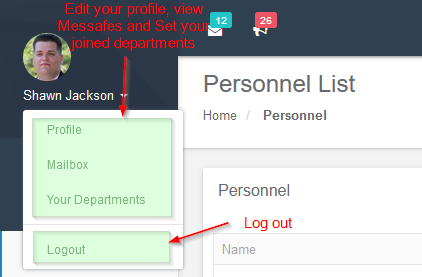 Edit your profile, view
Messafes and Set your
joined departments
12
26
Shawn Jackson
Personnel List
Home / Personnel
Profile
Mailbox
Your Departments
Logout
Personnel
Log out
Name